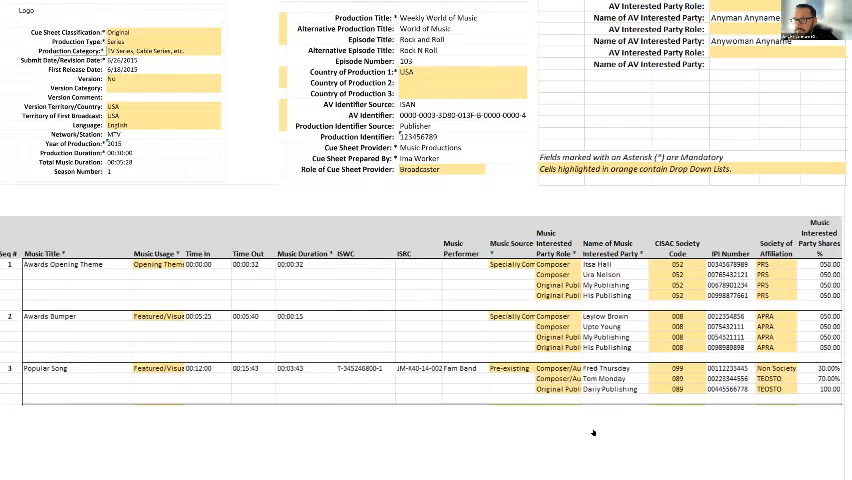 Logo
Cue Sheet Classification:* Original
Production Type:* Series
Production Category:* TV Series, Cable Series, etc.
Submit Date/Revision Date:* 6/26/2015
First Release Date:* 6/18/2015
Version:* No
Version Category:
Version Comment:
Version Territory/Country:* USA
Territory of First Broadcast:* USA
Language:* English
Network/Station:* MTV
Year of Production:* 2015
Production Duration:* 00:30:00
Total Music Duration:* 00:05:28
Season Number: 1
Production Title: * Weekly World of Music
Alternative Production Title: World of Music
Episode Title: * Rock and Roll
Alternative Episode Title: Rock N Roll
Episode Number: 103
Country of Production 1: * USA
Country of Production 2:
Country of Production 3:
AV Identifier Source: ISAN
AV Identifier: 0000-0003-3D80-013F-B-0000-0000-4
Production Identifier Source: Publisher
Production Identifier: 123456789
Cue Sheet Provider: * Music Productions
Cue Sheet Prepared By: * Ima Worker
Role of Cue Sheet Provider: Broadcaster
AV Interested Party Role:
Name of AV Interested Party: Anyman Anyname
AV Interested Party Role:
Name of AV Interested Party: Anywoman Anyname
AV Interested Party Role:
Name of AV Interested Party:
Fields marked with an Asterisk (*) are Mandatory
Cells highlighted in orange contain Drop Down Lists.
Seq # Music Title * Music Usage * Time In Time Out Music Duration * ISWC ISRC Music Performer Music Source * Music Interested Party Role * Name of Music Interested Party * CISAC Society Code IPI Number Society of Affiliation Music Interested Party Shares %
1 Awards Opening Theme Opening Theme 00:00:00 00:00:32 00:00:32 Specially Com Composer Itsa Hall 052 00345678989 PRS 050.00
Composer Ura Nelson 052 00765432121 PRS 050.00
Original Publi My Publishing 052 00678901234 PRS 050.00
Original Publi His Publishing 052 00998877661 PRS 050.00
2 Awards Bumper Featured/Visua 00:05:25 00:05:40 00:00:15 Specially Com Composer Laylow Brown 008 0012354856 APRA 050.00
Composer Upto Young 008 0075432111 APRA 050.00
Original Publi My Publishing 008 0054321111 APRA 050.00
Original Publi His Publishing 008 0098989898 APRA 050.00
3 Popular Song Featured/Visua 00:12:00 00:15:43 00:03:43 T-345246800-1 JM-K40-14-002 Fam Band Pre-existing Composer/Au Fred Thursday 099 00112233445 Non Society 30.00%
Composer/Au Tom Monday 089 00223344556 TEOSTO 70.00%
Original Publi Daily Publishing 089 00445566778 TEOSTO 100.00